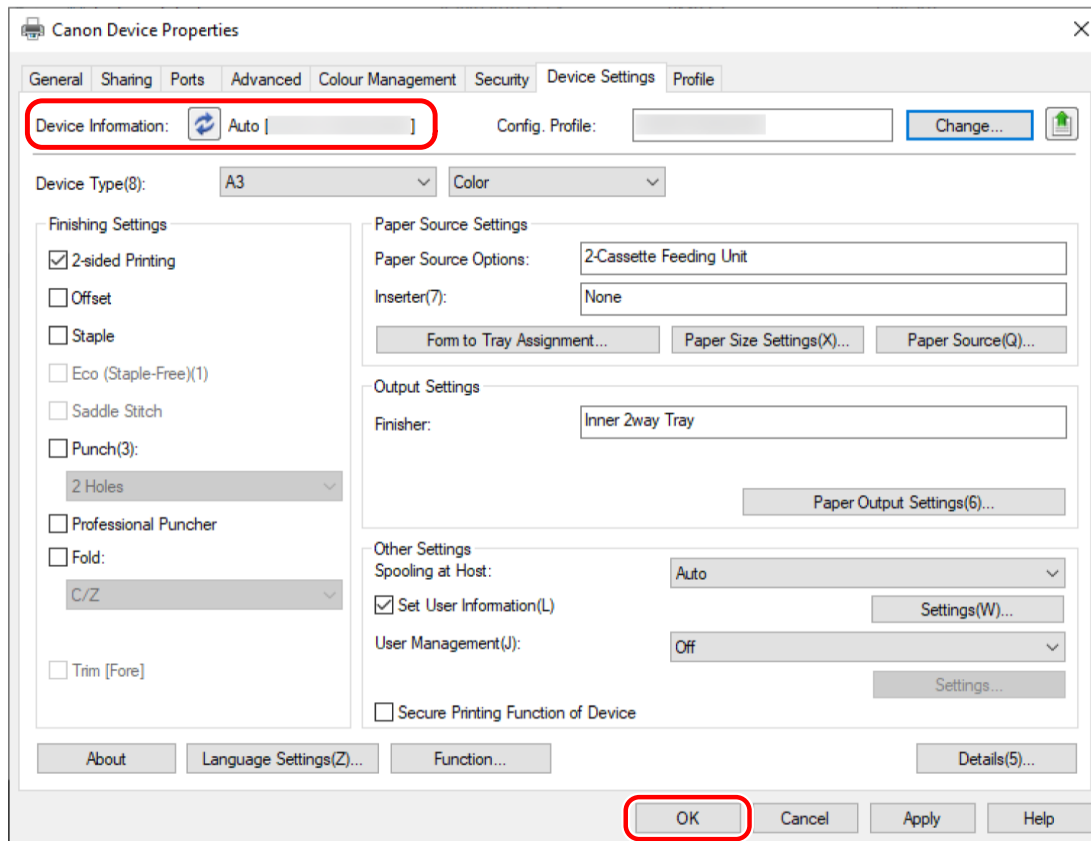 Canon Device Properties
General Sharing Ports Advanced Colour Management Security Device Settings Profile
Device Information: Auto [ ] Config. Profile: Change...
Device Type(8): A3 Color
Finishing Settings
2-sided Printing
Offset
Staple
Eco (Staple-Free)(1)
Saddle Stitch
Punch(3):
2 Holes
Professional Puncher
Fold:
C/Z
Trim [Fore]
Paper Source Settings
Paper Source Options: 2-Cassette Feeding Unit
Inserter(7): None
Form to Tray Assignment... Paper Size Settings(X)... Paper Source(Q)...
Output Settings
Finisher: Inner 2way Tray
Paper Output Settings(6)...
Other Settings
Spooling at Host: Auto
Set User Information(L) Settings(W)...
User Management(J): Off
Settings...
Secure Printing Function of Device
About Language Settings(Z)... Function... Details(5)...
OK Cancel Apply Help